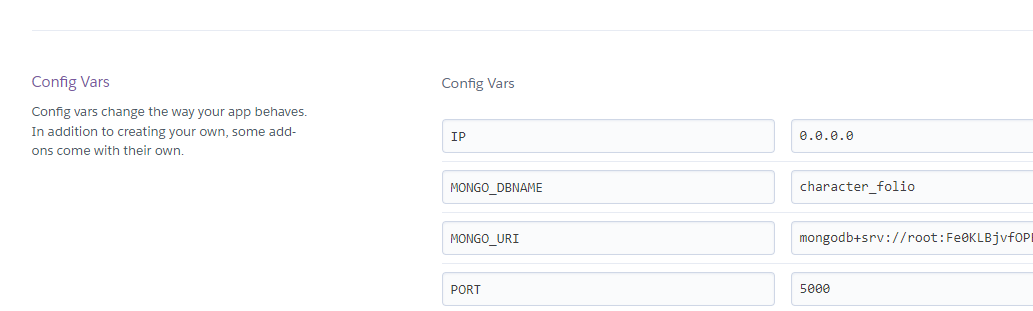 Config Vars
Config vars change the way your app behaves.
In addition to creating your own, some add-
ons come with their own.
Config Vars
IP 0.0.0.0
MONGO_DBNAME character_folio
MONGO_URI mongodb+srv://root:Fe0KLBjvfOP
PORT 5000